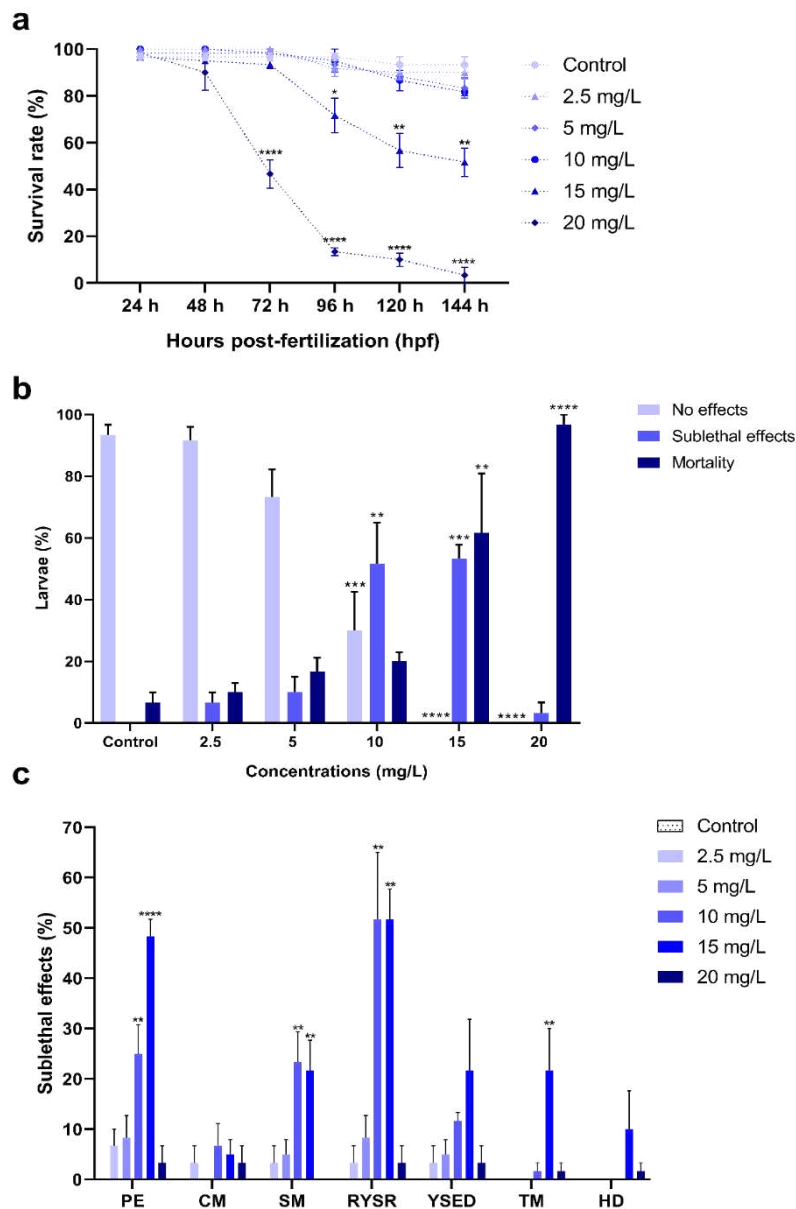 a
100
80
60
40
20
0
Survival rate (%)
*
**
**
****
****
****
****
24 h 48 h 72 h 96 h 120 h 144 h
Hours post-fertilization (hpf)
Control
2.5 mg/L
5 mg/L
10 mg/L
15 mg/L
20 mg/L
b
100
80
60
40
20
0
Larvae (%)
***
**
****
***
**
****
****
Control 2.5 5 10 15 20
Concentrations (mg/L)
No effects
Sublethal effects
Mortality
c
70
60
50
40
30
20
10
0
Sublethal effects (%)
**
****
**
**
**
**
**
PE CM SM RYSR YSED TM HD
Control
2.5 mg/L
5 mg/L
10 mg/L
15 mg/L
20 mg/L